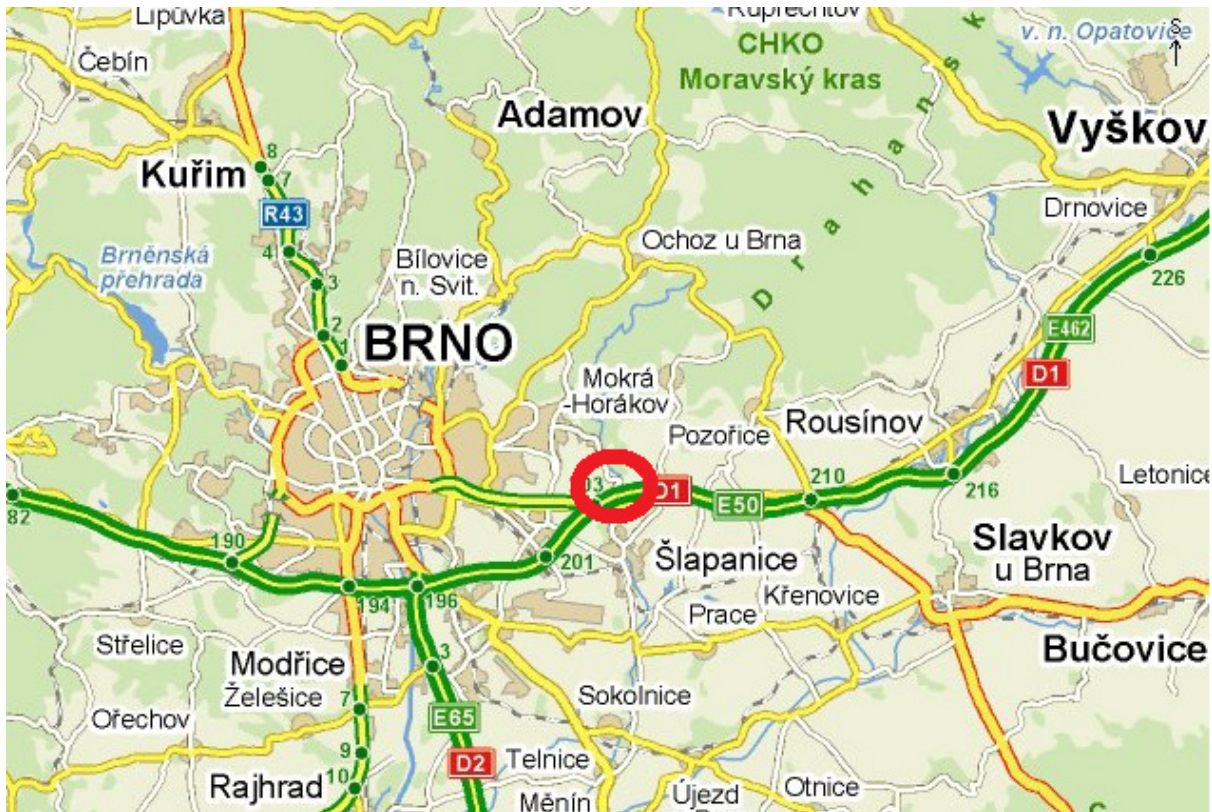 Lipůvka
Ruprechtov
v. n. Opatovice
S
CHKO
Moravský kras
Čebín
Adamov
Vyškov
Kuřim
8
7
R43
4
3
2
1
Drahansk
Drnovice
Ochoz u Brna
Brněnská
přehrada
Bílovice
n. Svit.
226
E462
D1
BRNO
Mokrá
-Horákov
Pozořice
Rousínov
Letonice
210
216
D1
E50
82
190
194
196
201
Šlapanice
Slavkov
u Brna
Křenovice
Prace
Bučovice
Střelice
Modřice
Želešice
7
3
Sokolnice
Ořechov
E65
9
10
D2
Telnice
Rajhrad
Měnín
Újezd
Otnice